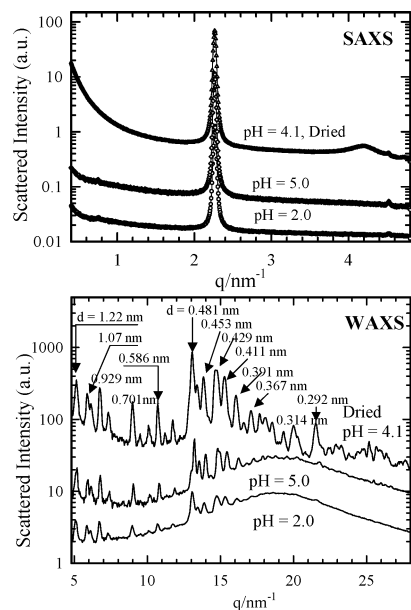 100
SAXS
10
pH = 4.1, Dried
1
pH = 5.0
0.1
pH = 2.0
0.01
1 2 3 4
q/nm⁻¹
Scattered Intensity (a.u.)
d = 0.481 nm
WAXS
d = 1.22 nm
0.453 nm
1000
1.07 nm
0.429 nm
0.586 nm
0.411 nm
0.929 nm
0.391 nm
0.701nm
0.367 nm
0.292 nm
Dried
0.314 nm
pH = 4.1
100
10
pH = 5.0
pH = 2.0
1
5 10 15 20 25
q/nm⁻¹
Scattered Intensity (a.u.)